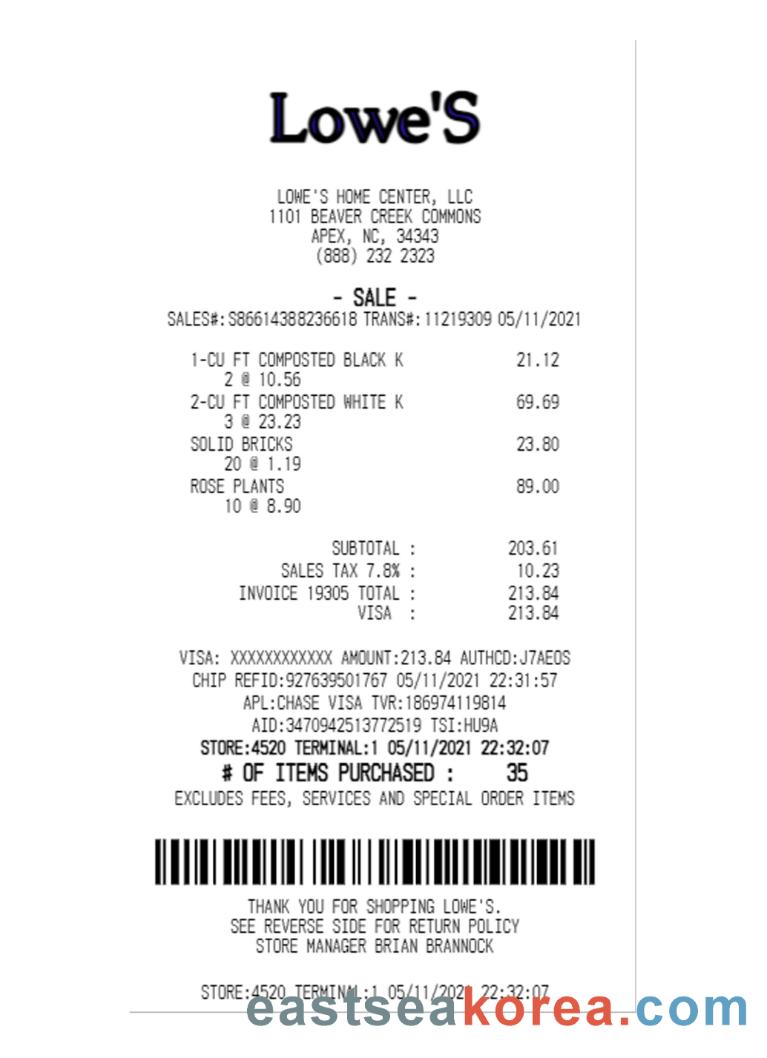 Lowe'S
LOWE'S HOME CENTER, LLC
1101 BEAVER CREEK COMMONS
APEX, NC, 34343
(888) 232 2323
- SALE -
SALES#:S86614388236618 TRANS#:11219309 05/11/2021
1-CU FT COMPOSTED BLACK K 21.12
2 @ 10.56
2-CU FT COMPOSTED WHITE K 69.69
3 @ 23.23
SOLID BRICKS 23.80
20 @ 1.19
ROSE PLANTS 89.00
10 @ 8.90
SUBTOTAL : 203.61
SALES TAX 7.8% : 10.23
INVOICE 19305 TOTAL : 213.84
VISA : 213.84
VISA: XXXXXXXXXXXX AMOUNT:213.84 AUTHCD:J7AEOS
CHIP REFID:927639501767 05/11/2021 22:31:57
APL:CHASE VISA TVR:186974119814
AID:3470942513772519 TSI:HU9A
STORE:4520 TERMINAL:1 05/11/2021 22:32:07
# OF ITEMS PURCHASED : 35
EXCLUDES FEES, SERVICES AND SPECIAL ORDER ITEMS
THANK YOU FOR SHOPPING LOWE'S.
SEE REVERSE SIDE FOR RETURN POLICY
STORE MANAGER BRIAN BRANNOCK
STORE:4520 TERMINAL:1 05/11/2021 22:32:07
eastseakorea.com